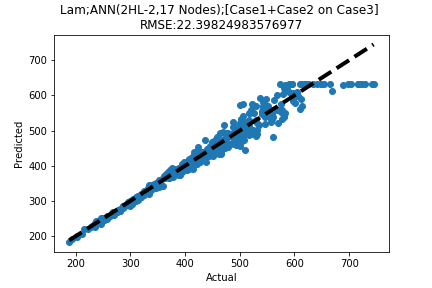 Lam;ANN(2HL-2,17 Nodes);[Case1+Case2 on Case3]
RMSE:22.39824983576977
700
600
500
400
300
200
Predicted
200 300 400 500 600 700
Actual